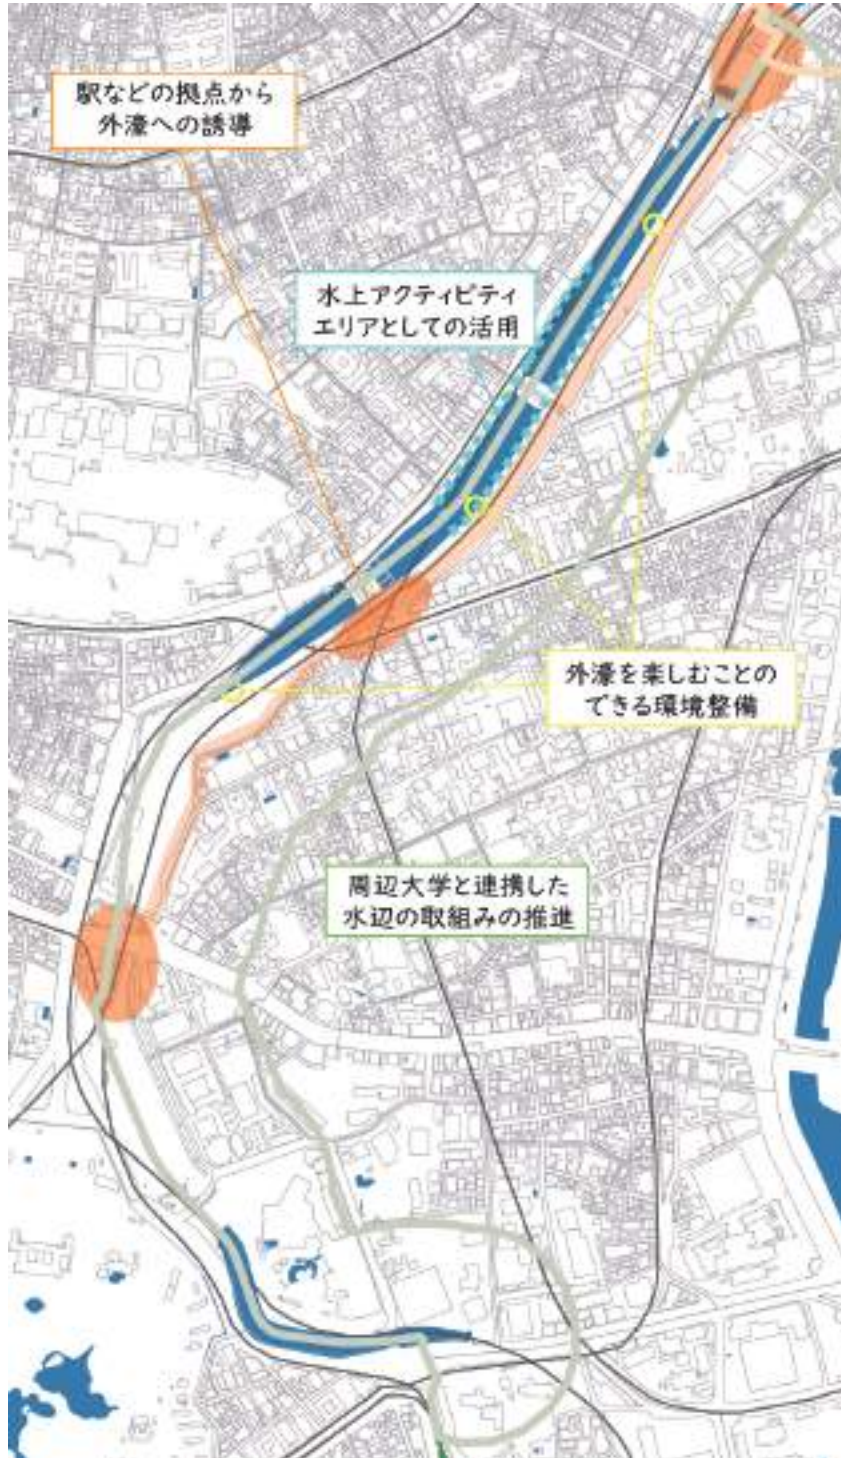 駅などの拠点から
外濠への誘導
水上アクティビティ
エリアとしての活用
外濠を楽しむことの
できる環境整備
周辺大学と連携した
水辺の取組みの推進